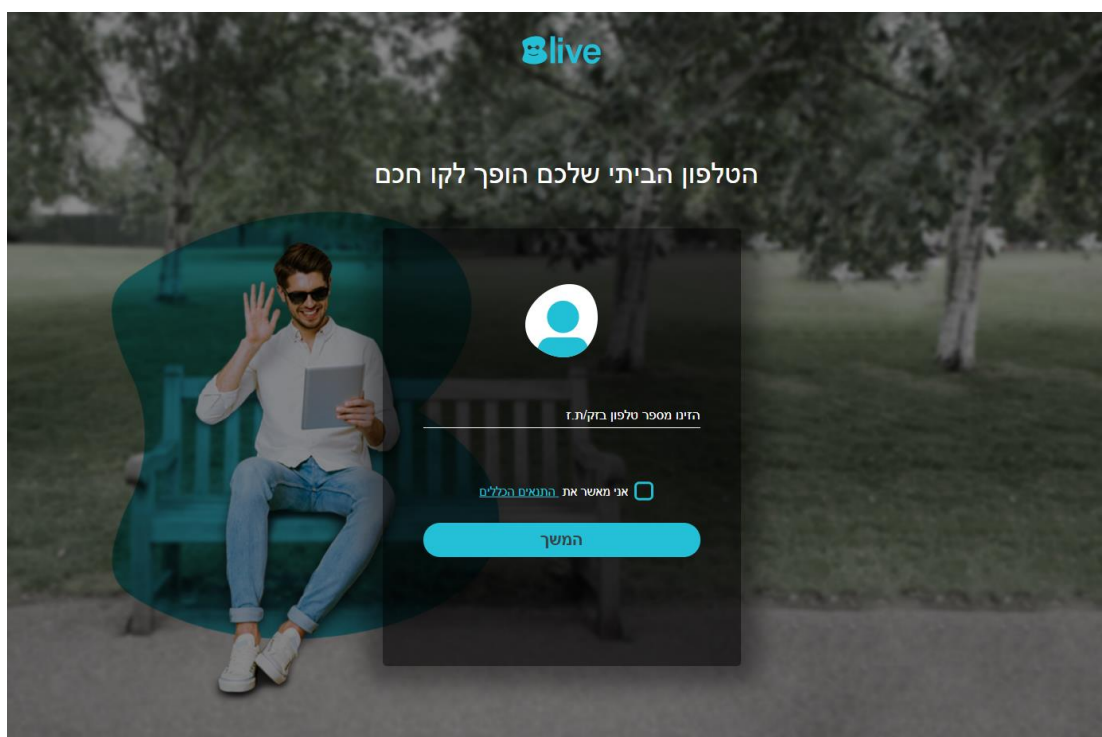 Blive
הטלפון הביתי שלכם הופך לקו חכם
הזינו מספר טלפון בזק/ת.ז
אני מאשר את התנאים הכללים
המשך